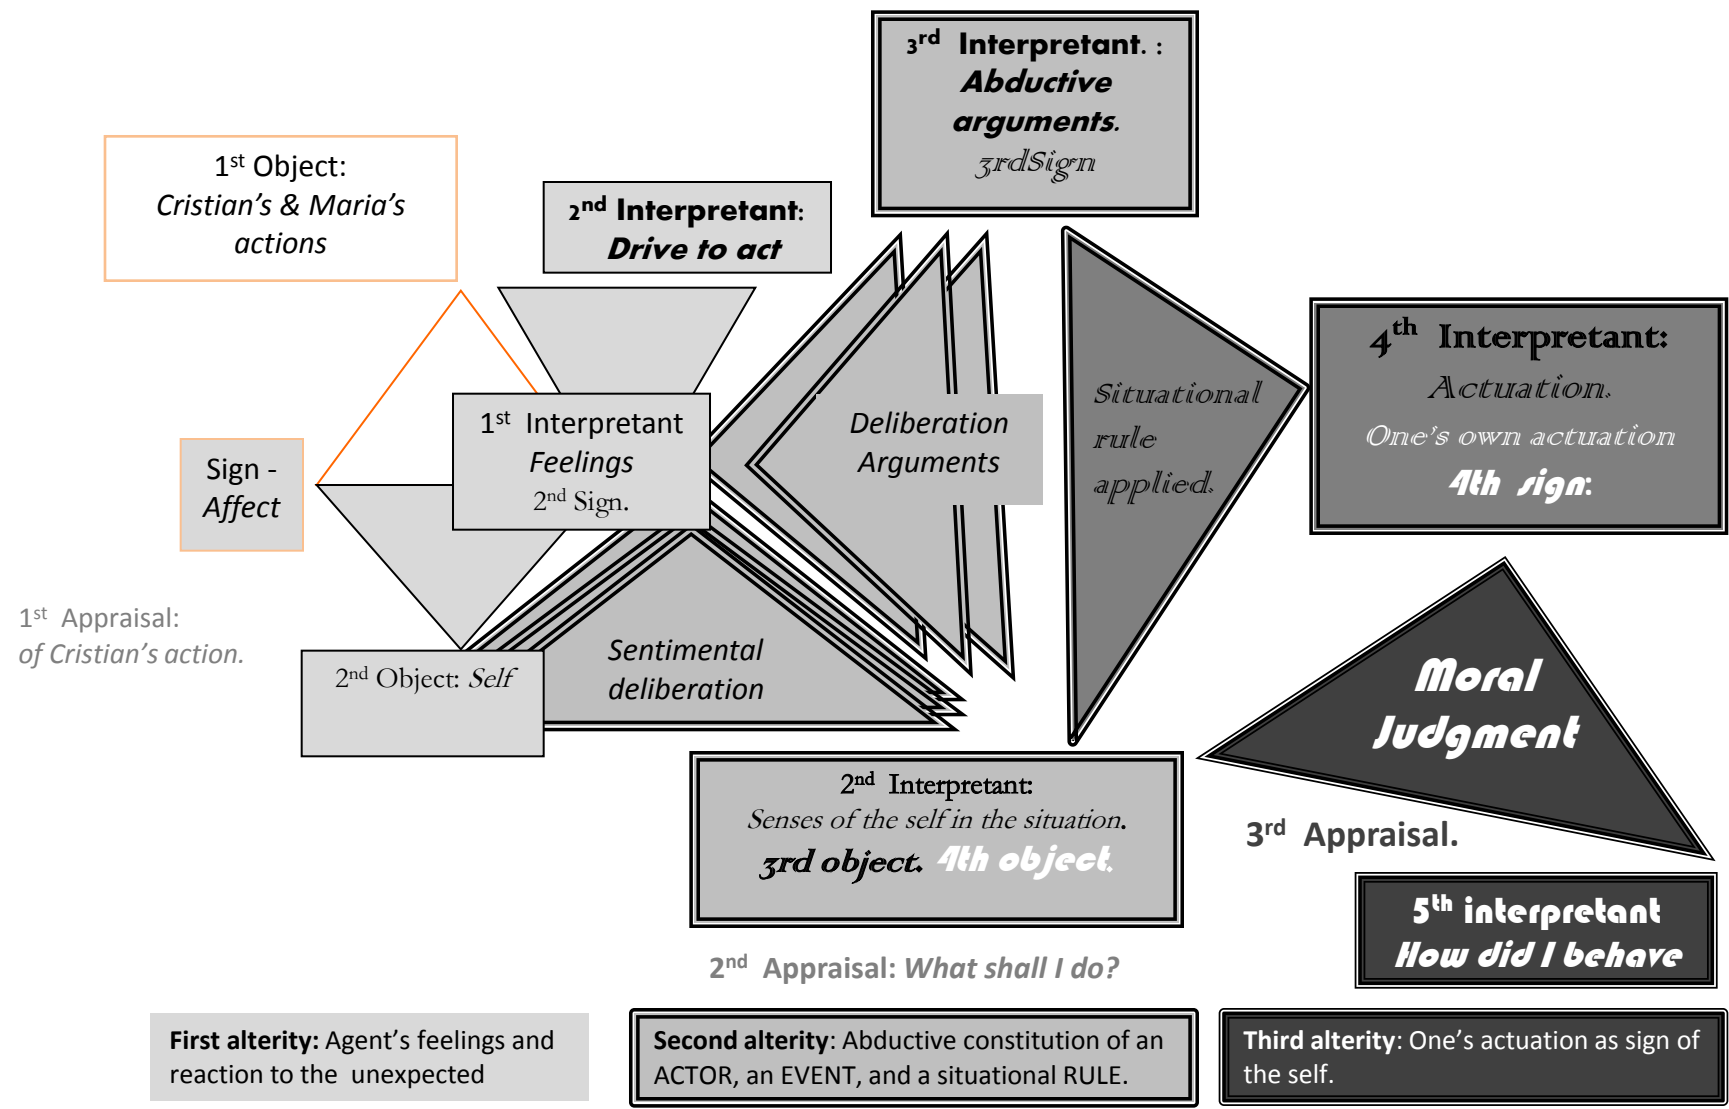 3rd Interpretant. :
Abductive
arguments.
3rdSign
1st Object:
Cristian's & Maria's
actions
2nd Interpretant:
Drive to act
4th Interpretant:
Actuation.
One's own actuation
4th sign:
Situational
rule
applied.
1st Interpretant
Feelings
2nd Sign.
Deliberation
Arguments
Sign -
Affect
1st Appraisal:
of Cristian's action.
2nd Object: Self
Sentimental
deliberation
Moral
Judgment
2nd Interpretant:
Senses of the self in the situation.
3rd object. 4th object.
3rd Appraisal.
5th interpretant
How did I behave
2nd Appraisal: What shall I do?
First alterity: Agent's feelings and
reaction to the unexpected
Second alterity: Abductive constitution of an
ACTOR, an EVENT, and a situational RULE.
Third alterity: One's actuation as sign of
the self.